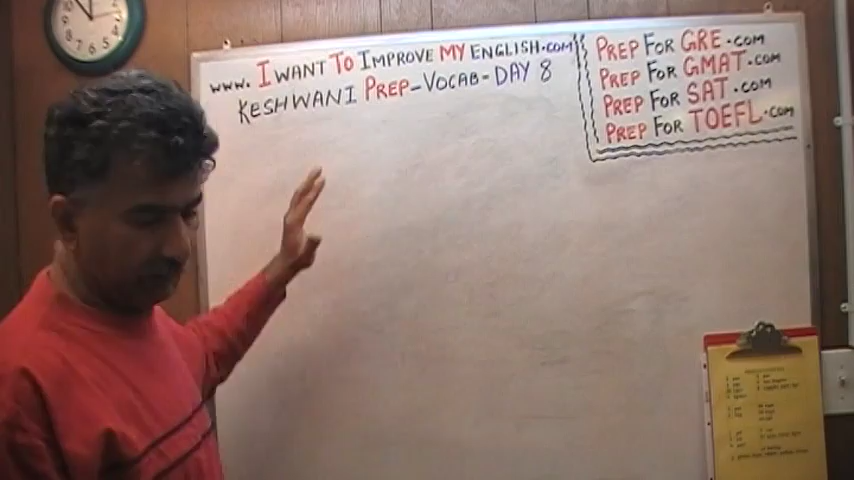 www. I WANT TO IMPROVE MY ENGLISH.COM
KESHWANI PREP-VOCAB-DAY 8
PREP FOR GRE.COM
PREP FOR GMAT.COM
PREP FOR SAT.COM
PREP FOR TOEFL.COM